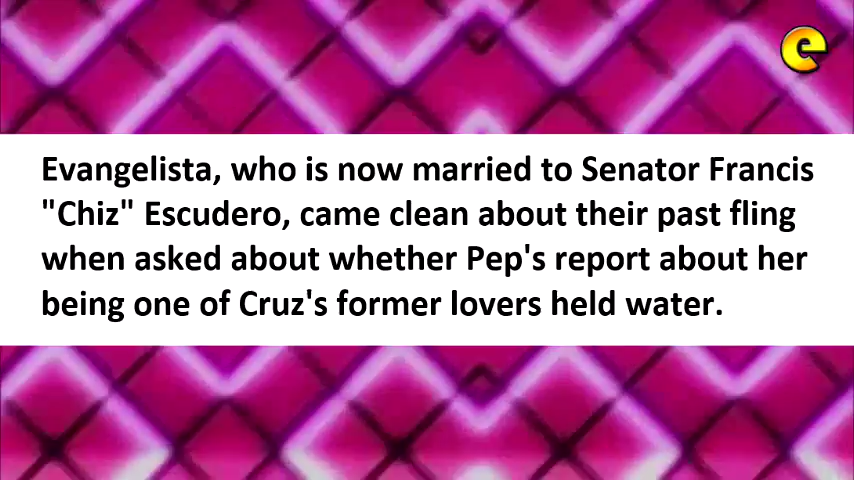 e
Evangelista, who is now married to Senator Francis
"Chiz" Escudero, came clean about their past fling
when asked about whether Pep's report about her
being one of Cruz's former lovers held water.